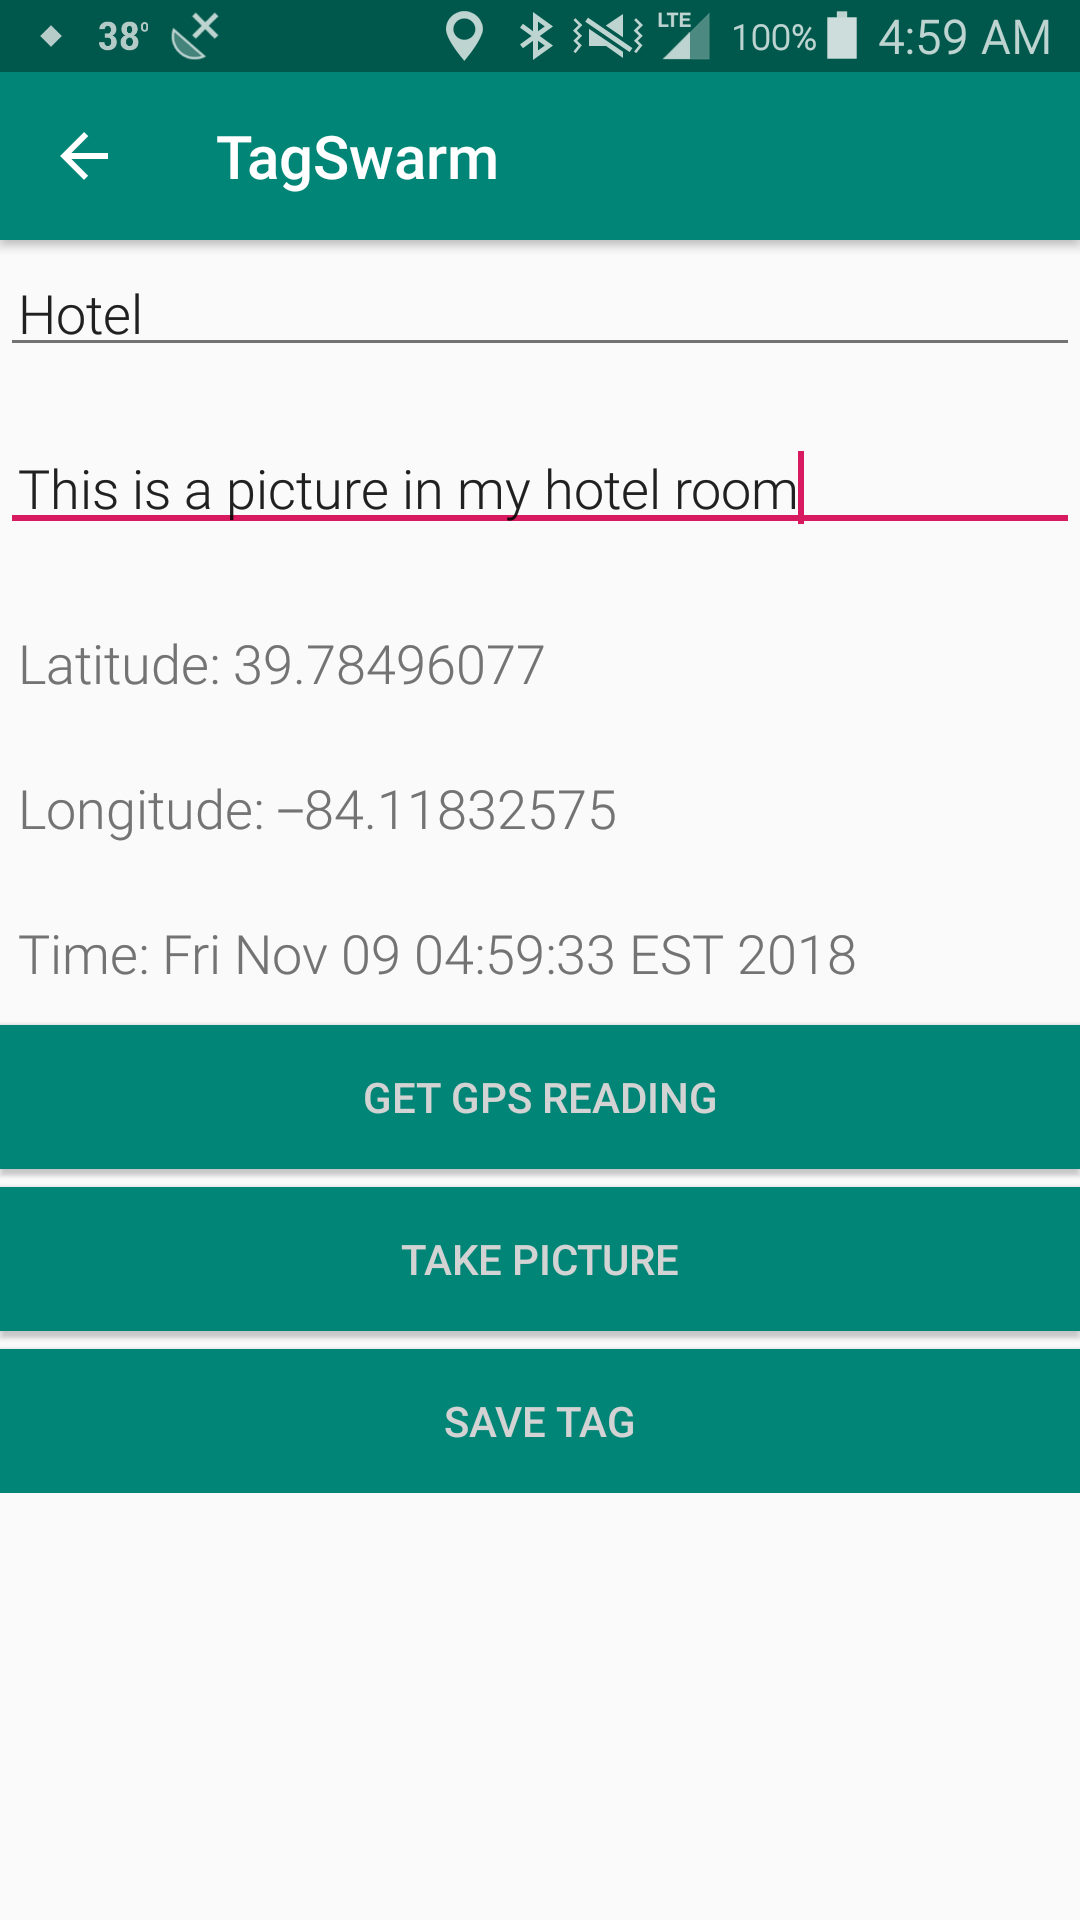 38° LTE 100% 4:59 AM
TagSwarm
Hotel
This is a picture in my hotel room
Latitude: 39.78496077
Longitude: -84.11832575
Time: Fri Nov 09 04:59:33 EST 2018
GET GPS READING
TAKE PICTURE
SAVE TAG